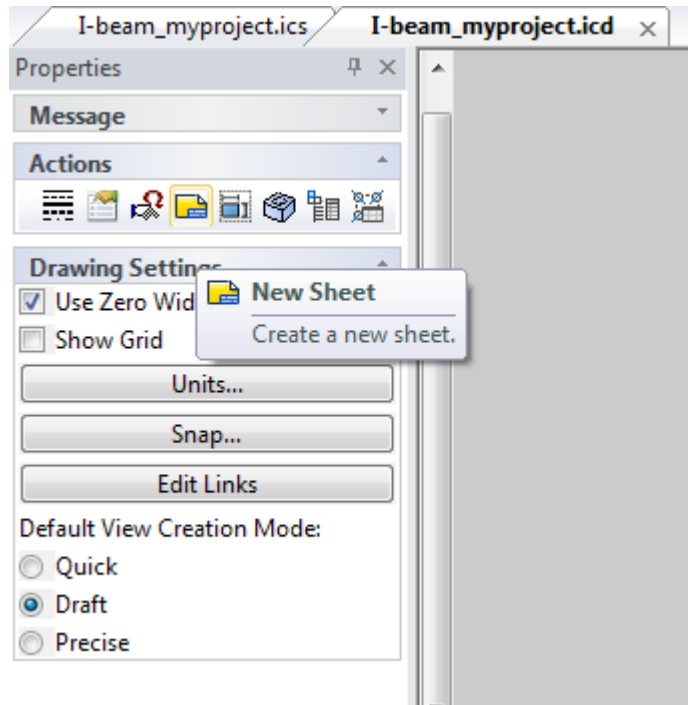 I-beam_myproject.ics I-beam_myproject.icd
Properties
Message
Actions
Drawing Settings
Use Zero Wid
New Sheet
Create a new sheet.
Show Grid
Units...
Snap...
Edit Links
Default View Creation Mode:
Quick
Draft
Precise